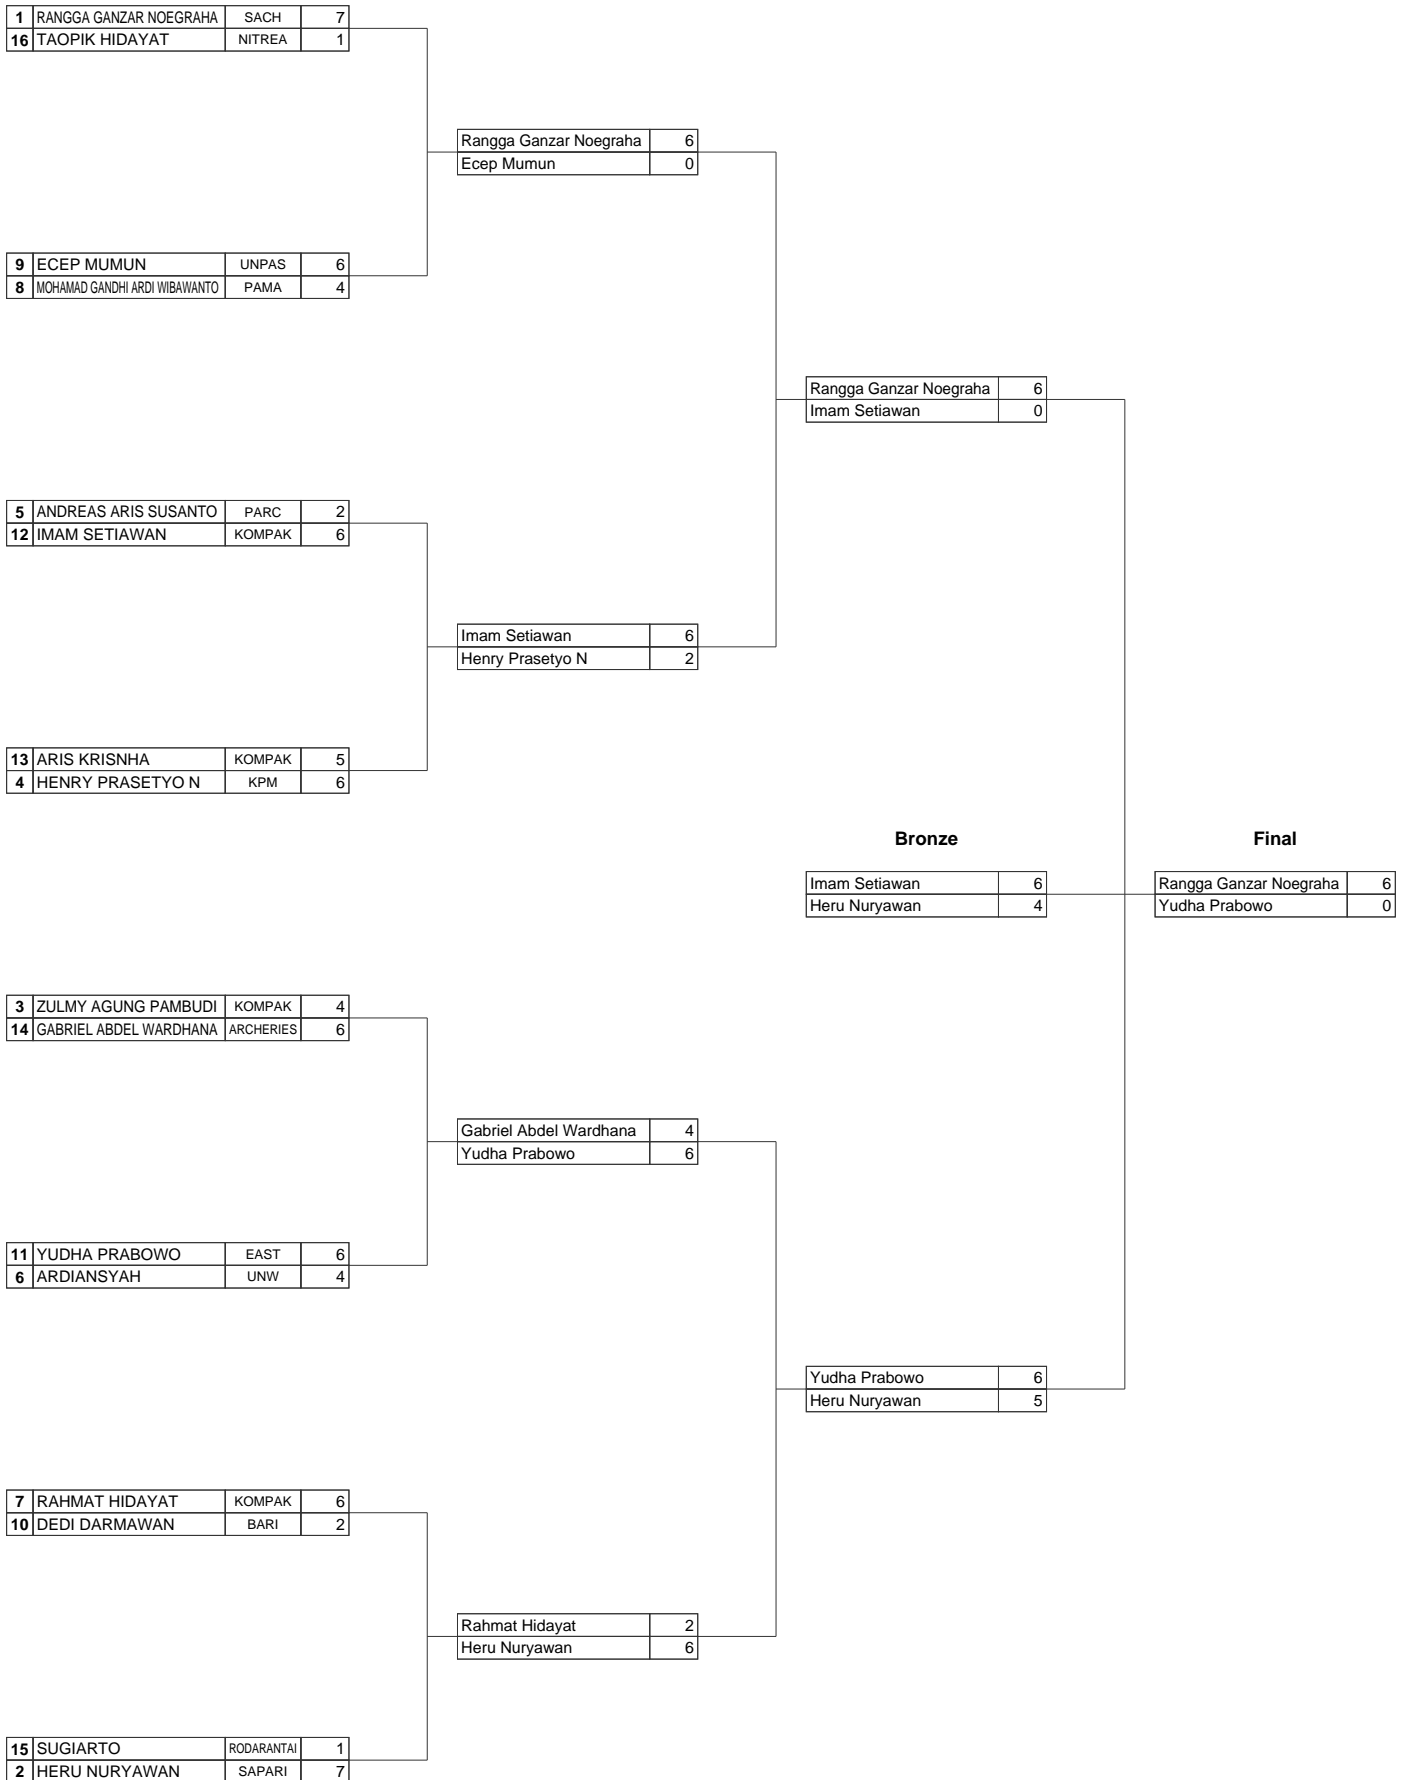 1 RANGGA GANZAR NOEGRAHA SACH 7
16 TAOPIK HIDAYAT NITREA 1
Rangga Ganzar Noegraha 6
Ecep Mumun 0
9 ECEP MUMUN UNPAS 6
8 MOHAMAD GANDHI ARDI WIBAWANTO PAMA 4
Rangga Ganzar Noegraha 6
Imam Setiawan 0
5 ANDREAS ARIS SUSANTO PARC 2
12 IMAM SETIAWAN KOMPAK 6
Imam Setiawan 6
Henry Prasetyo N 2
13 ARIS KRISNHA KOMPAK 5
4 HENRY PRASETYO N KPM 6
Bronze Final
Imam Setiawan 6 Rangga Ganzar Noegraha 6
Heru Nuryawan 4 Yudha Prabowo 0
3 ZULMY AGUNG PAMBUDI KOMPAK 4
14 GABRIEL ABDEL WARDHANA ARCHERIES 6
Gabriel Abdel Wardhana 4
Yudha Prabowo 6
11 YUDHA PRABOWO EAST 6
6 ARDIANSYAH UNW 4
Yudha Prabowo 6
Heru Nuryawan 5
7 RAHMAT HIDAYAT KOMPAK 6
10 DEDI DARMAWAN BARI 2
Rahmat Hidayat 2
Heru Nuryawan 6
15 SUGIARTO RODARANTAI 1
2 HERU NURYAWAN SAPARI 7